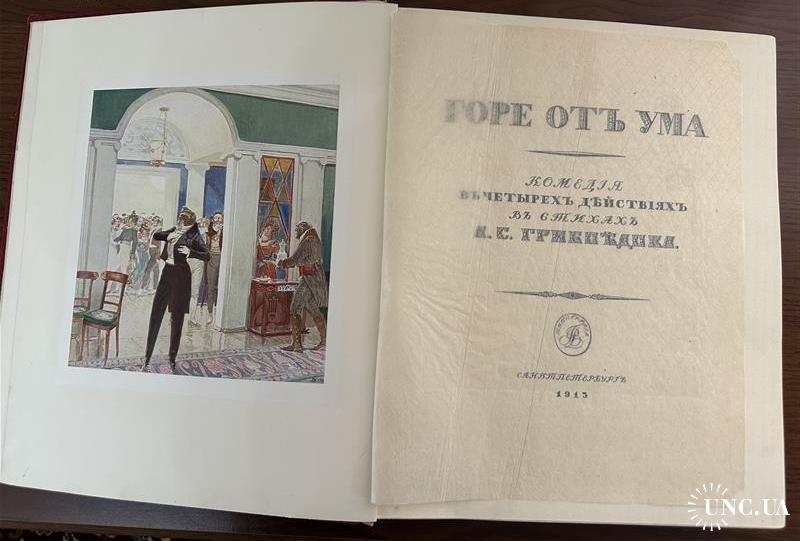 ГОРЕ ОТЪ УМА
КОМЕДІЯ
ВЪ ЧЕТЫРЕХЪ ДѢЙСТВІЯХЪ
ВЪ СТИХАХЪ
А. С. ГРИБОѢДОВА.
САНКТПЕТЕРБУРГЪ
1913
UNC.UA